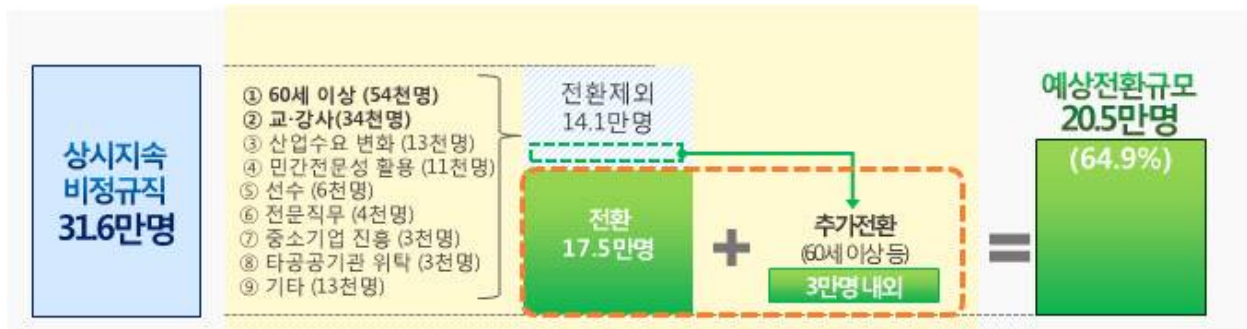 상시지속
비정규직
31.6만명
① 60세 이상 (54천명)
② 교·강사(34천명)
③ 산업수요 변화 (13천명)
④ 민간전문성 활용 (11천명)
⑤ 선수 (6천명)
⑥ 전문직무 (4천명)
⑦ 중소기업 진흥 (3천명)
⑧ 타공공기관 위탁 (3천명)
⑨ 기타 (13천명)
전환제외
14.1만명
전환
17.5만명
+
추가전환
(60세 이상 등)
3만명 내외
=
예상전환규모
20.5만명
(64.9%)